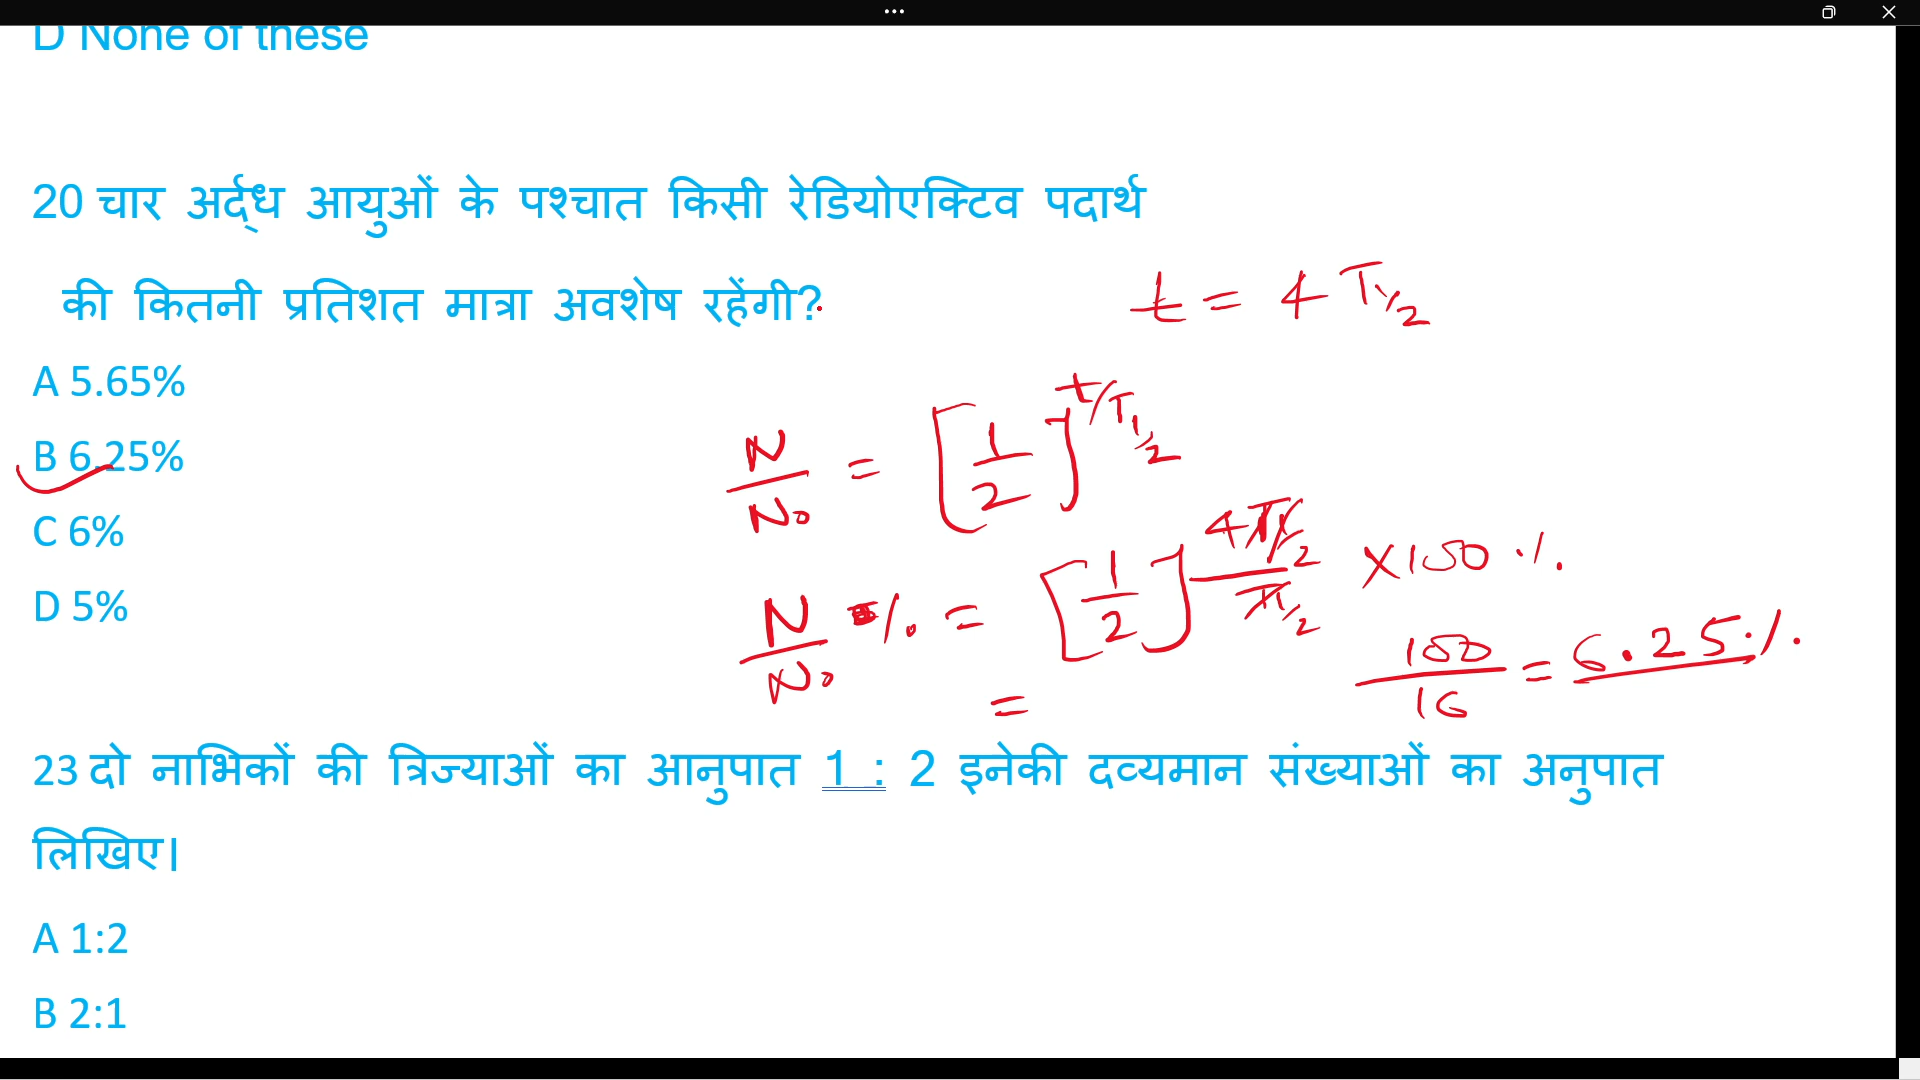 D None of these
20 चार अर्द्ध आयुओं के पश्चात किसी रेडियोएक्टिव पदार्थ
की कितनी प्रतिशत मात्रा अवशेष रहेंगी?
t = 4 T1/2
A 5.65%
N/N₀ = [1/2]^t/T1/2
B 6.25%
C 6%
N/N₀ % = [1/2]^4T1/2 / T1/2 ×100 %
D 5%
= 100/16 = 6.25%
23 दो नाभिकों की त्रिज्याओं का आनुपात 1 : 2 इनेकी दव्यमान संख्याओं का अनुपात
लिखिए।
A 1:2
B 2:1